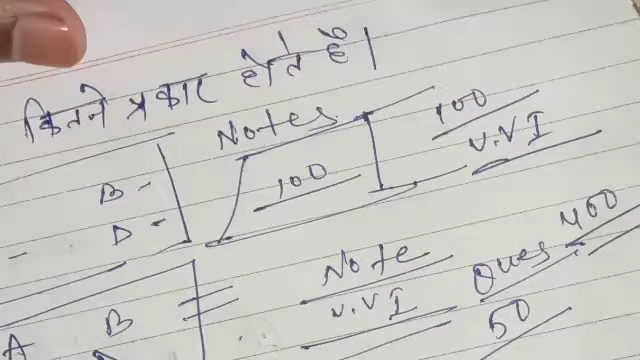 कितने प्रकार होते हैं।
Notes 100
B - 100 V.V I
D -
Note Ques 400
A B V.V I 50